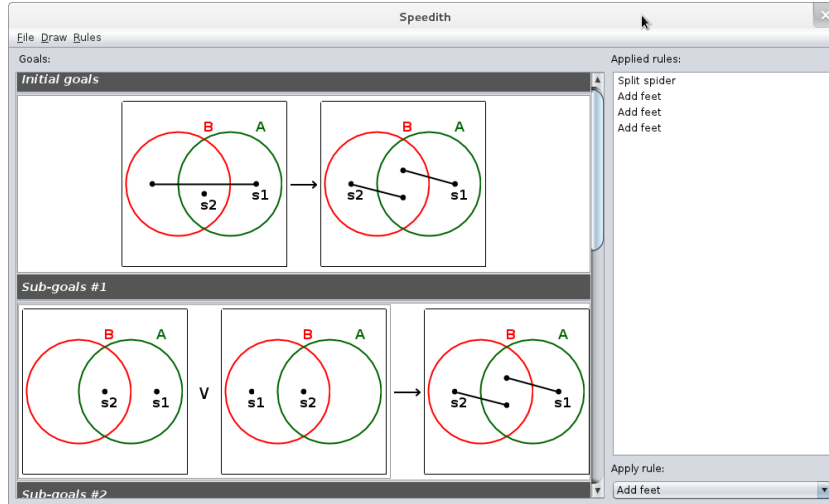 Speedith
File Draw Rules
Goals:
Initial goals
B A
s2 s1
B A
s2 s1
Sub-goals #1
B A
s2 s1
∨
B A
s1 s2
B A
s2 s1
Sub-goals #2
Applied rules:
Split spider
Add feet
Add feet
Add feet
Apply rule:
Add feet